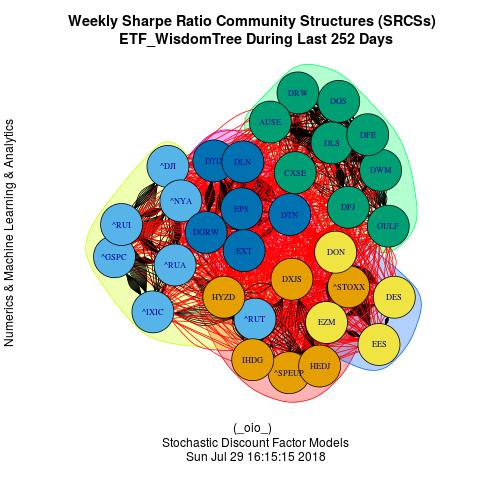 Weekly Sharpe Ratio Community Structures (SRCSs)
ETF_WisdomTree During Last 252 Days
Numerics & Machine Learning & Analytics
DRW
DGS
AUSE
DFE
DLS
DTD
DLN
^DJI
CXSE
DWM
^NYA
EPS
DTN
DFJ
^RUI
DGRW
GULF
EXT
DON
^GSPC
^RUA
DXJS
^STOXX
HYZD
DES
^IXIC
^RUT
EZM
EES
IHDG
^SPEUP
HEDJ
(_oio_)
Stochastic Discount Factor Models
Sun Jul 29 16:15:15 2018